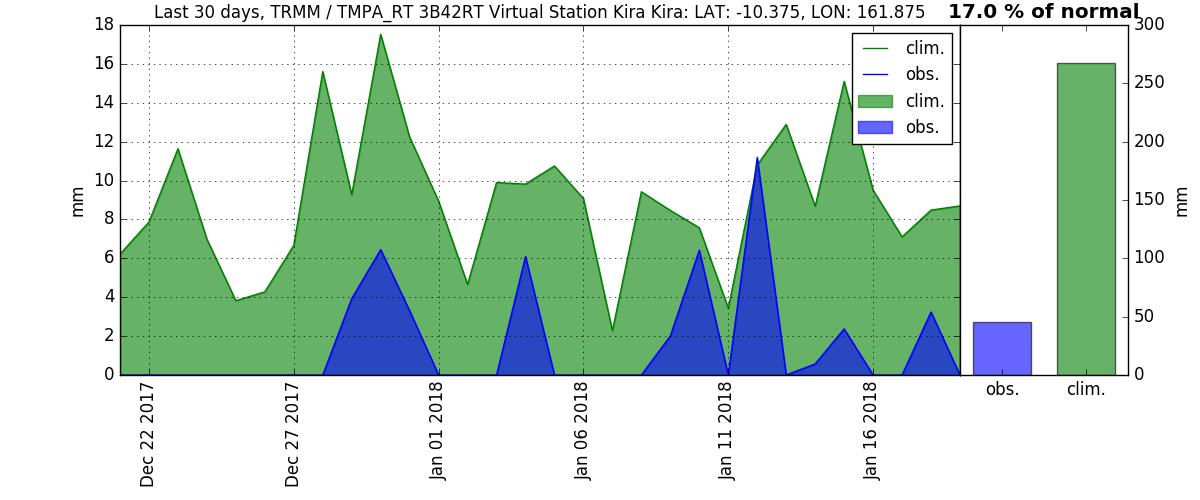 Last 30 days, TRMM / TMPA_RT 3B42RT Virtual Station Kira Kira: LAT: -10.375, LON: 161.875
17.0 % of normal
18
16
14
12
10
8
6
4
2
0
mm
clim.
obs.
clim.
obs.
Dec 22 2017
Dec 27 2017
Jan 01 2018
Jan 06 2018
Jan 11 2018
Jan 16 2018
300
250
200
150
100
50
0
mm
obs.
clim.